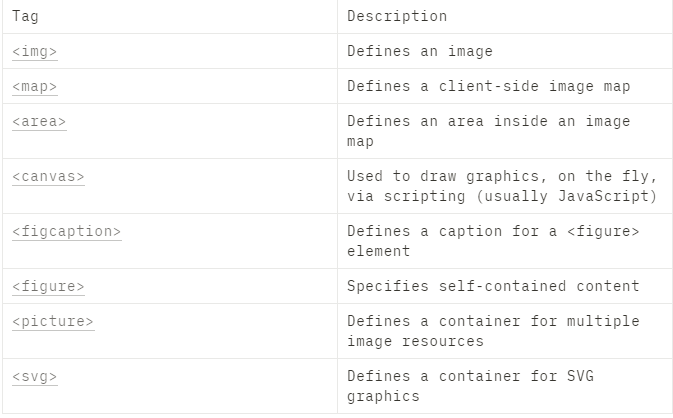 Tag Description
<img> Defines an image
<map> Defines a client-side image map
<area> Defines an area inside an image
map
<canvas> Used to draw graphics, on the fly,
via scripting (usually JavaScript)
<figcaption> Defines a caption for a <figure>
element
<figure> Specifies self-contained content
<picture> Defines a container for multiple
image resources
<svg> Defines a container for SVG
graphics